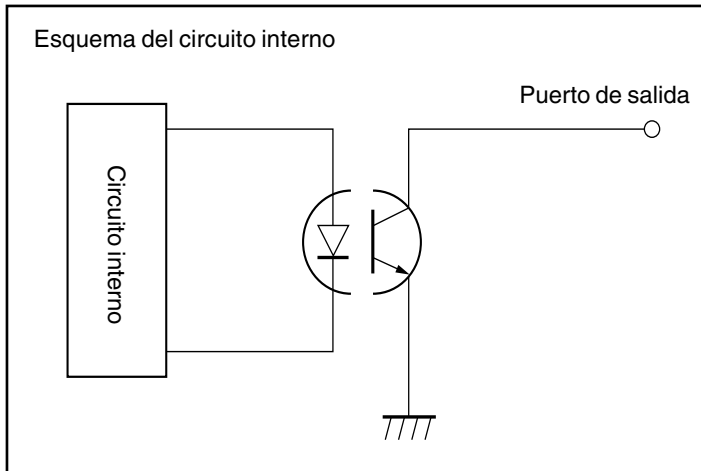 Esquema del circuito interno
Puerto de salida
Circuito interno